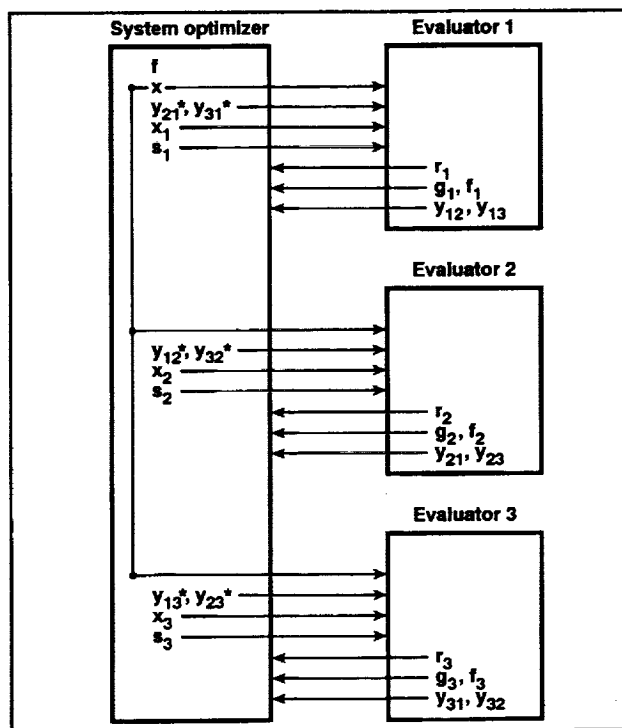 System optimizer
Evaluator 1
f
x
y21*, y31*
x1
s1
r1
g1, f1
y12, y13
Evaluator 2
y12*, y32*
x2
s2
r2
g2, f2
y21, y23
Evaluator 3
y13*, y23*
x3
s3
r3
g3, f3
y31, y32